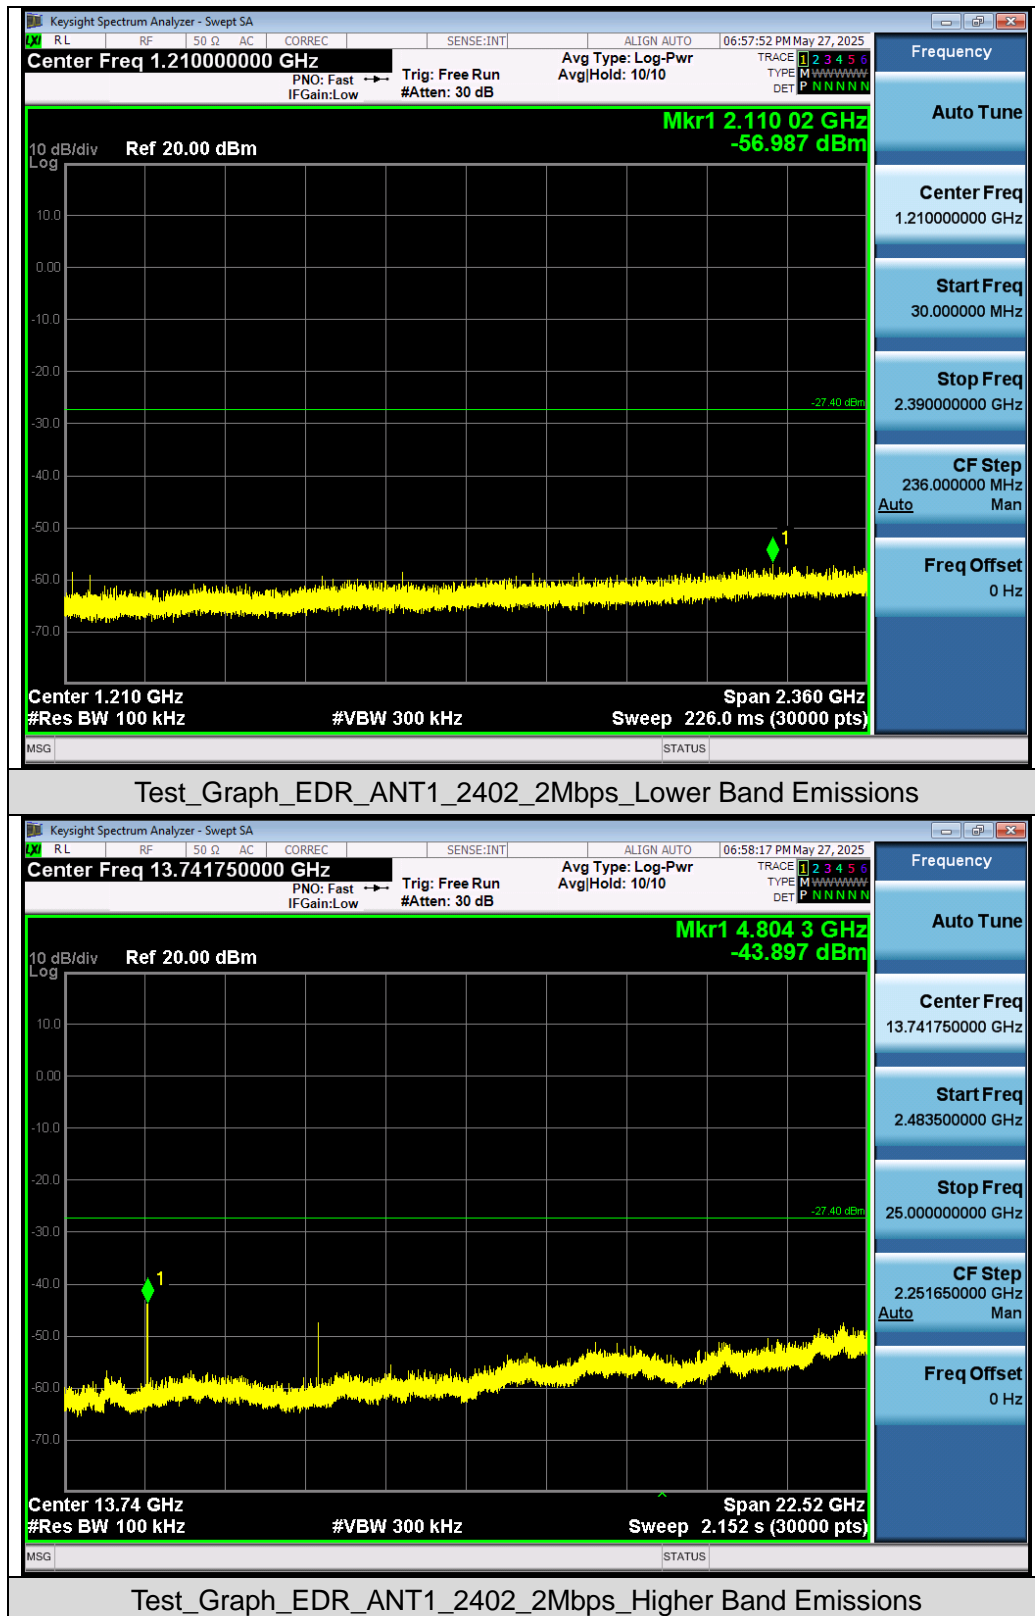 Keysight Spectrum Analyzer - Swept SA
LXI RL RF 50 Ω AC CORREC SENSE:INT ALIGN AUTO 06:57:52 PM May 27, 2025
Center Freq 1.210000000 GHz
PNO: Fast
IFGain:Low
Trig: Free Run
#Atten: 30 dB
Avg Type: Log-Pwr
Avg|Hold: 10/10
TRACE 1 2 3 4 5 6
TYPE M WWWWW
DET P N N N N N
Mkr1 2.110 02 GHz
-56.987 dBm
10 dB/div Ref 20.00 dBm
Log
10.0
0.00
-10.0
-20.0
-27.40 dBm
-30.0
-40.0
-50.0
1
-60.0
-70.0
Center 1.210 GHz Span 2.360 GHz
#Res BW 100 kHz #VBW 300 kHz Sweep 226.0 ms (30000 pts)
MSG STATUS
Frequency
Auto Tune
Center Freq
1.210000000 GHz
Start Freq
30.000000 MHz
Stop Freq
2.390000000 GHz
CF Step
236.000000 MHz
Auto Man
Freq Offset
0 Hz
Test_Graph_EDR_ANT1_2402_2Mbps_Lower Band Emissions
Keysight Spectrum Analyzer - Swept SA
LXI RL RF 50 Ω AC CORREC SENSE:INT ALIGN AUTO 06:58:17 PM May 27, 2025
Center Freq 13.741750000 GHz
PNO: Fast
IFGain:Low
Trig: Free Run
#Atten: 30 dB
Avg Type: Log-Pwr
Avg|Hold: 10/10
TRACE 1 2 3 4 5 6
TYPE M WWWWW
DET P N N N N N
Mkr1 4.804 3 GHz
-43.897 dBm
10 dB/div Ref 20.00 dBm
Log
10.0
0.00
-10.0
-20.0
-27.40 dBm
-30.0
-40.0
1
-50.0
-60.0
-70.0
Center 13.74 GHz Span 22.52 GHz
#Res BW 100 kHz #VBW 300 kHz Sweep 2.152 s (30000 pts)
MSG STATUS
Frequency
Auto Tune
Center Freq
13.741750000 GHz
Start Freq
2.483500000 GHz
Stop Freq
25.000000000 GHz
CF Step
2.251650000 GHz
Auto Man
Freq Offset
0 Hz
Test_Graph_EDR_ANT1_2402_2Mbps_Higher Band Emissions